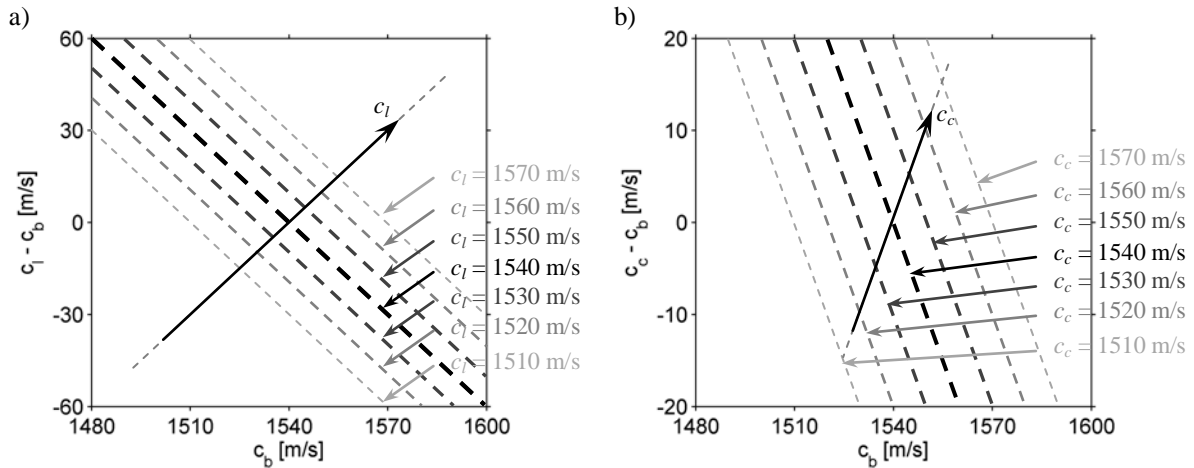 a)
60
30
0
-30
-60
c_l - c_b [m/s]
1480
1510
1540
1570
1600
c_b [m/s]
c_l
c_l = 1570 m/s
c_l = 1560 m/s
c_l = 1550 m/s
c_l = 1540 m/s
c_l = 1530 m/s
c_l = 1520 m/s
c_l = 1510 m/s
b)
20
10
0
-10
-20
c_c - c_b [m/s]
1480
1510
1540
1570
1600
c_b [m/s]
c_c
c_c = 1570 m/s
c_c = 1560 m/s
c_c = 1550 m/s
c_c = 1540 m/s
c_c = 1530 m/s
c_c = 1520 m/s
c_c = 1510 m/s